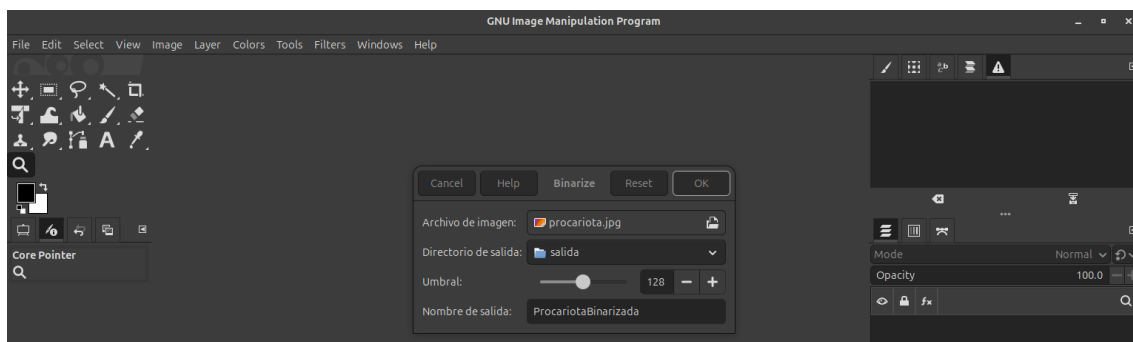 GNU Image Manipulation Program
File Edit Select View Image Layer Colors Tools Filters Windows Help
Cancel Help Binarize Reset OK
Archivo de imagen: procariota.jpg
Directorio de salida: salida
Umbral: 128
Nombre de salida: ProcariotaBinarizada
Core Pointer
Mode Normal
Opacity 100.0
fx